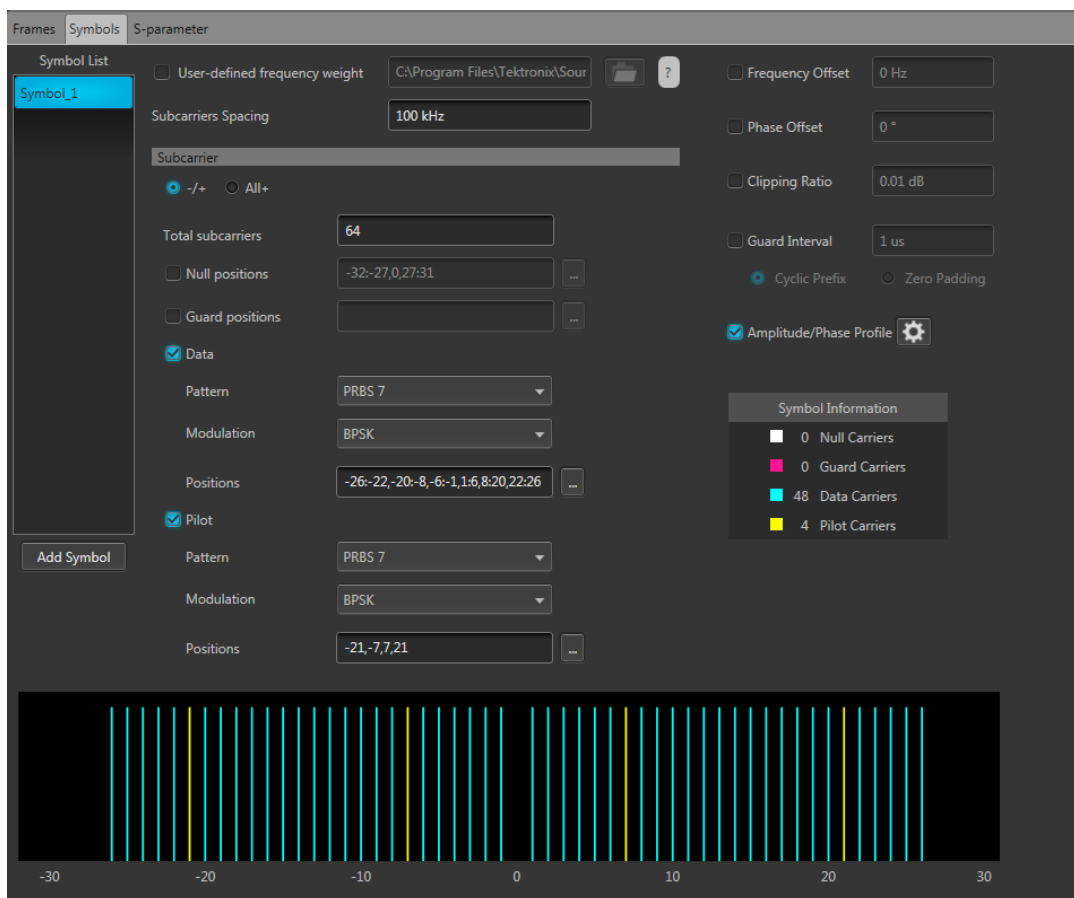 Frames Symbols S-parameter
Symbol List
Symbol_1
Add Symbol
User-defined frequency weight C:\Program Files\Tektronix\Sour ?
Subcarriers Spacing 100 kHz
Subcarrier
-/+ All+
Total subcarriers 64
Null positions -32:-27,0,27:31 ...
Guard positions ...
Data
Pattern PRBS 7
Modulation BPSK
Positions -26:-22,-20:-8,-6:-1,1:6,8:20,22:26 ...
Pilot
Pattern PRBS 7
Modulation BPSK
Positions -21,-7,7,21 ...
Frequency Offset 0 Hz
Phase Offset 0 °
Clipping Ratio 0.01 dB
Guard Interval 1 us
Cyclic Prefix Zero Padding
Amplitude/Phase Profile
Symbol Information
0 Null Carriers
0 Guard Carriers
48 Data Carriers
4 Pilot Carriers
-30 -20 -10 0 10 20 30